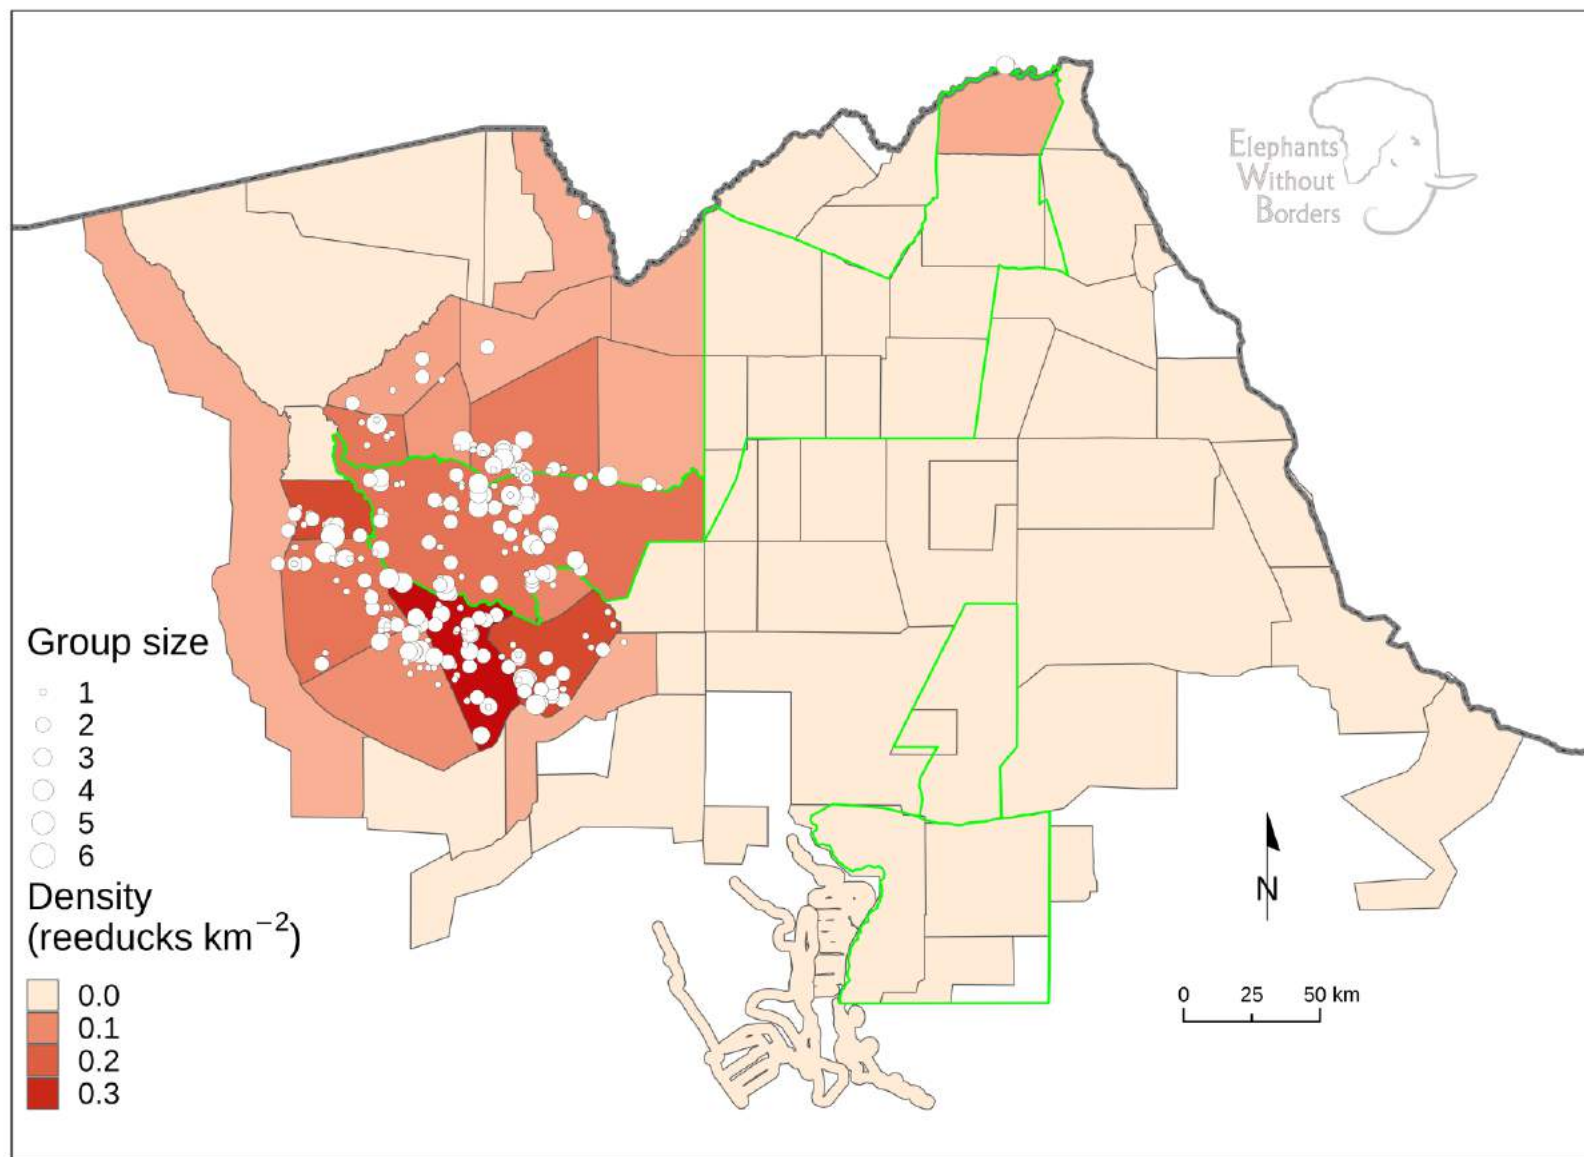 Elephants
Without
Borders
Group size
1
2
3
4
5
6
Density
(reeducks km−2)
0.0
0.1
0.2
0.3
N
0 25 50 km